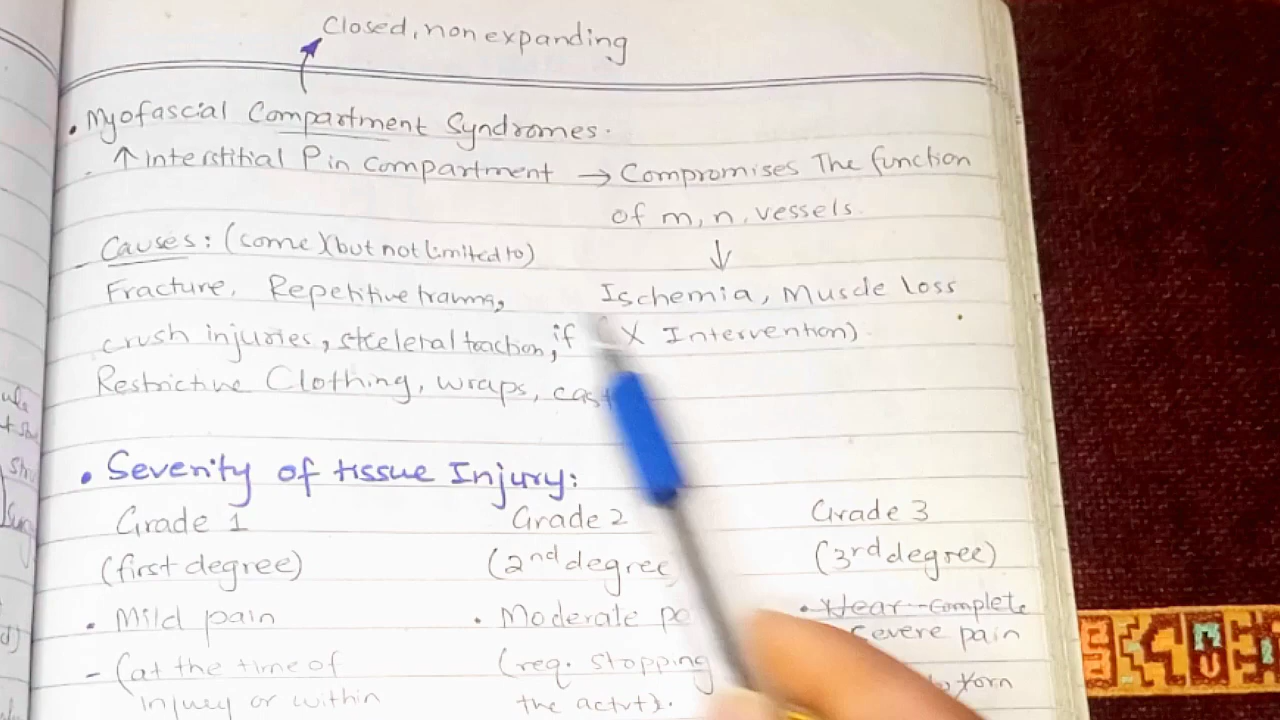 Closed, non expanding
• Myofascial Compartment Syndromes.
↑ Interstitial P in compartment → Compromises The function
of m, n, vessels.
↓
Causes: (some)(but not limited to)
Fracture, Repetitive trauma,
Ischemia, Muscle loss
crush injuries, skeletal traction,
if (X Intervention).
Restrictive Clothing, wraps, cast
• Severity of tissue Injury:
Grade 1 Grade 2 Grade 3
(first degree) (2nd degree (3rd degree)
• Mild pain • Moderate • complete
severe pain
- (at the time of (req. stopping torn
injury or within the actvt).